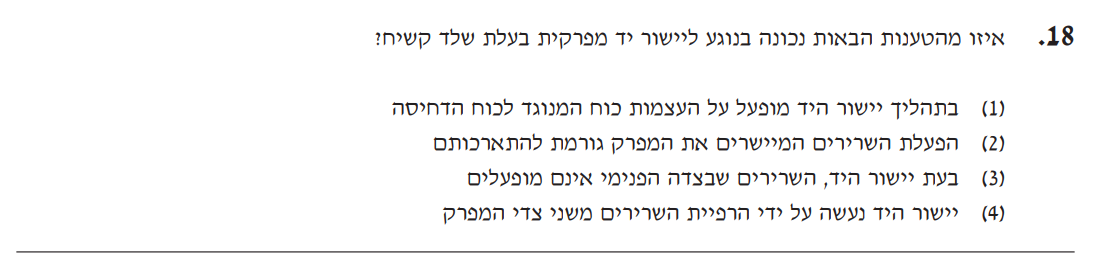 18. איזו מהטענות הבאות נכונה בנוגע ליישור יד מפרקית בעלת שלד קשיח?
(1) בתהליך יישור היד מופעל על העצמות כוח המנוגד לכוח הדחיסה
(2) הפעלת השרירים המיישרים את המפרק גורמת להתארכותם
(3) בעת יישור היד, השרירים שבצדה הפנימי אינם מופעלים
(4) יישור היד נעשה על ידי הרפיית השרירים משני צדי המפרק